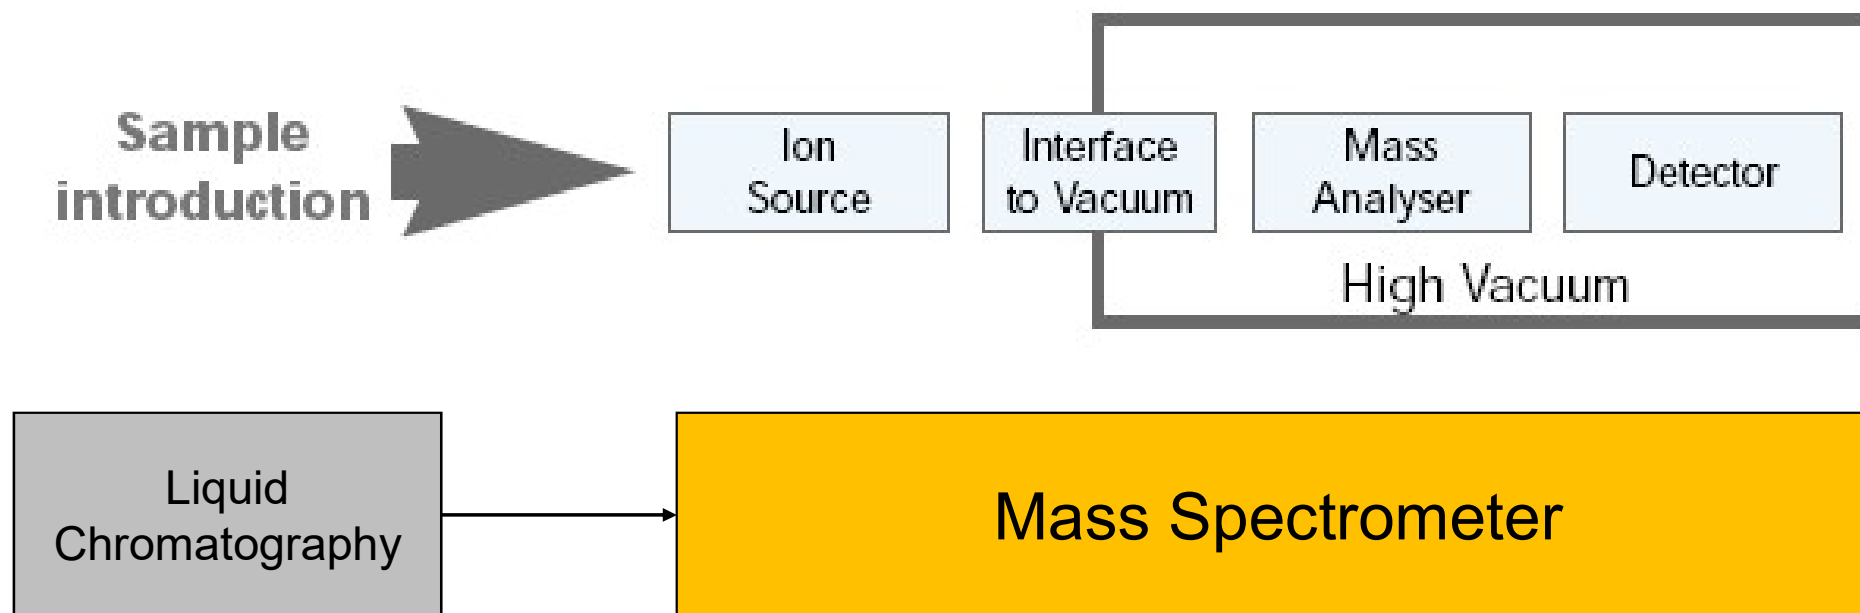 Sample
introduction
Ion
Source
Interface
to Vacuum
Mass
Analyser
Detector
High Vacuum
Liquid
Chromatography
Mass Spectrometer